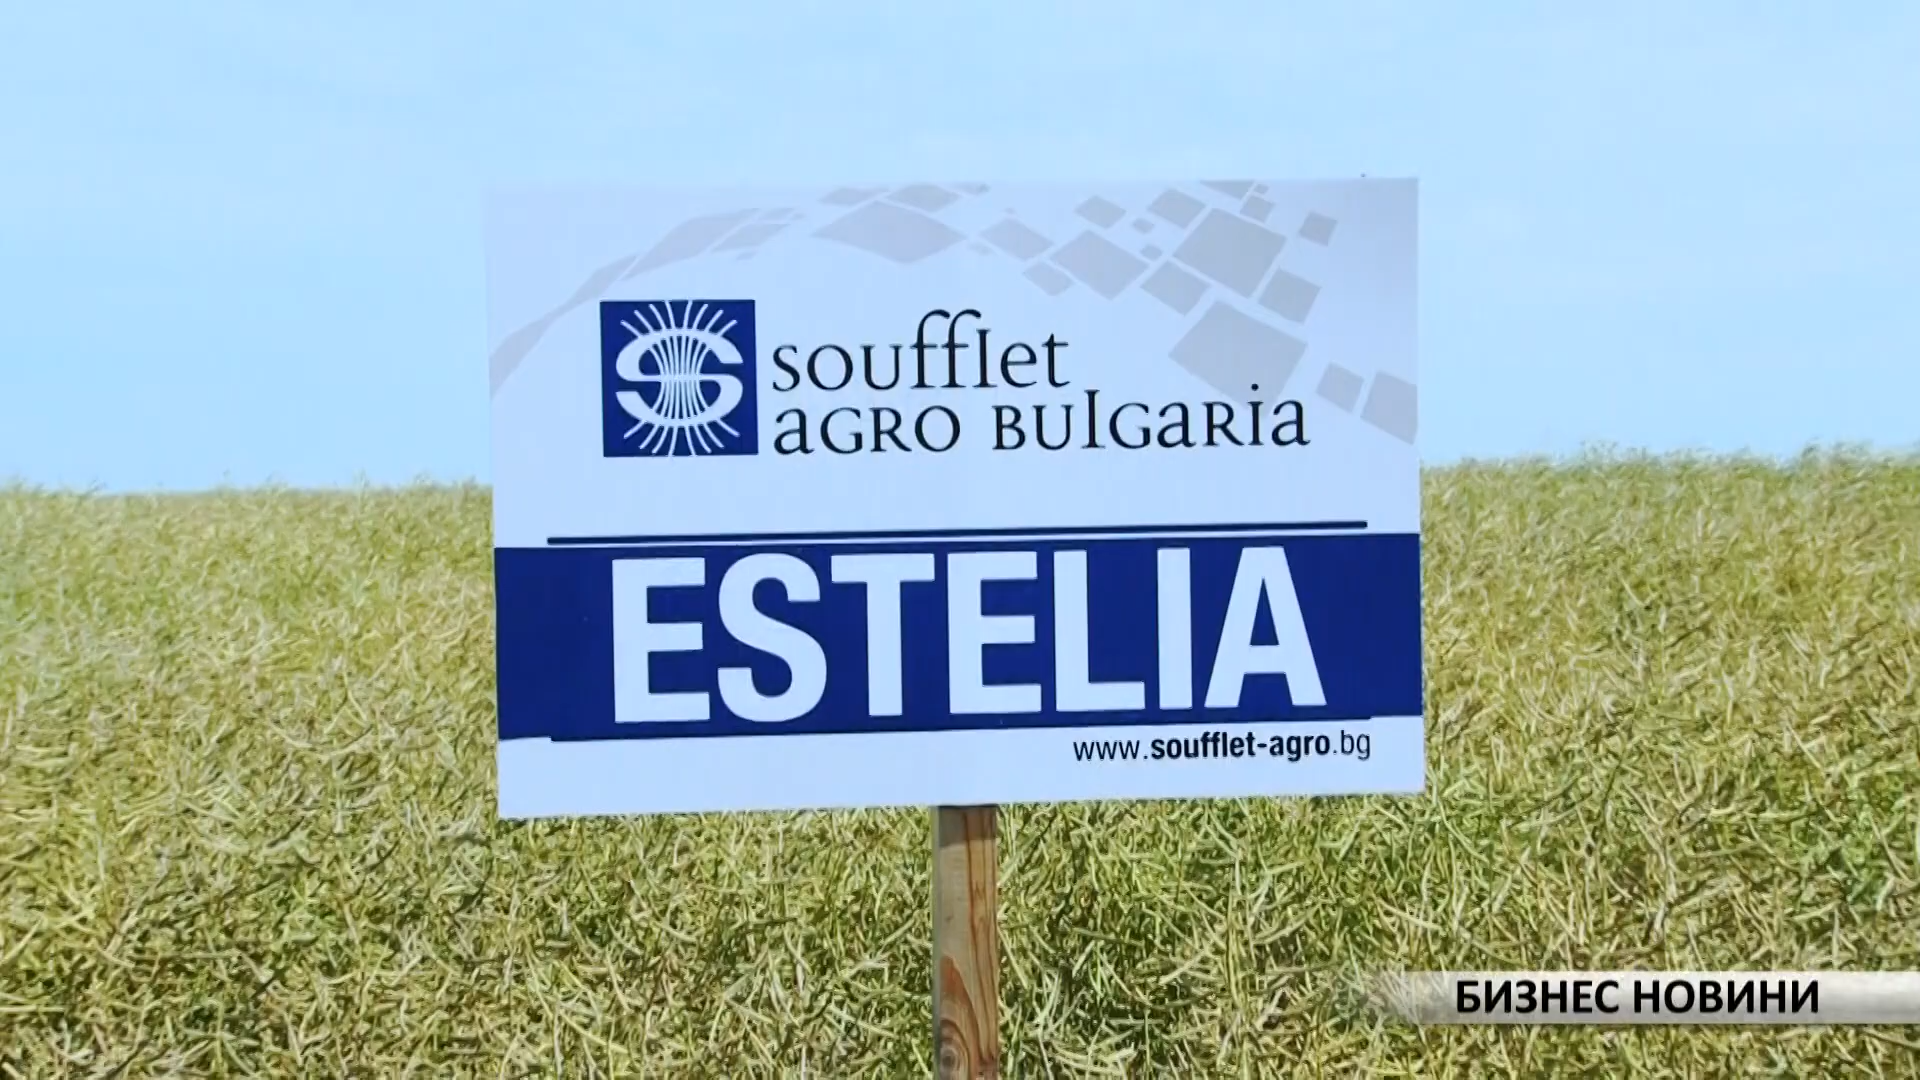 soufflet
agro Bulgaria
ESTELIA
www.soufflet-agro.bg
БИЗНЕС НОВИНИ